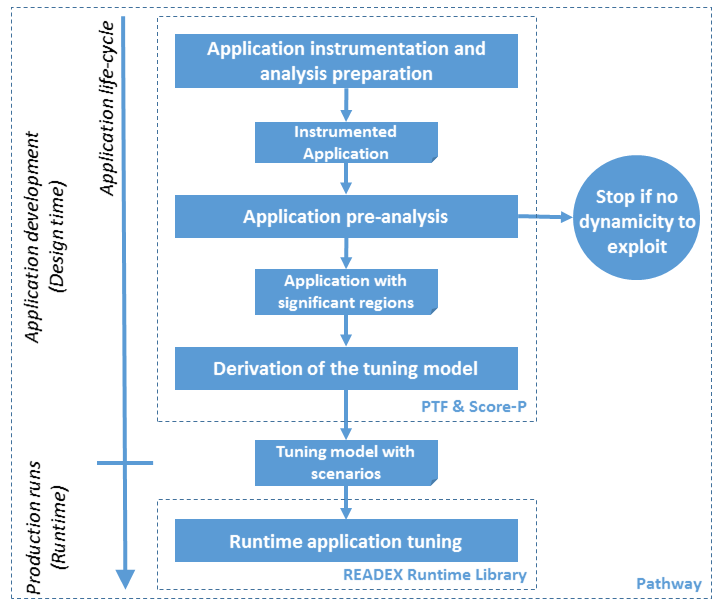 Application life-cycle
Application development
(Design time)
Production runs
(Runtime)
Application instrumentation and
analysis preparation
Instrumented
Application
Application pre-analysis
Stop if no
dynamicity to
exploit
Application with
significant regions
Derivation of the tuning model
PTF & Score-P
Tuning model with
scenarios
Runtime application tuning
READEX Runtime Library
Pathway